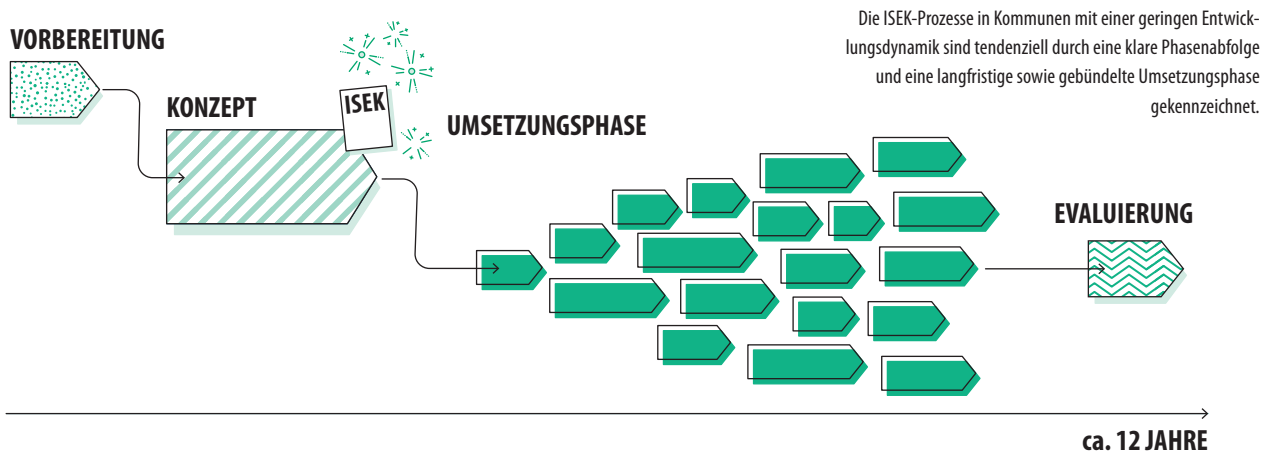 Die ISEK-Prozesse in Kommunen mit einer geringen Entwick-
lungsdynamik sind tendenziell durch eine klare Phasenabfolge
und eine langfristige sowie gebündelte Umsetzungsphase
gekennzeichnet.
VORBEREITUNG
KONZEPT
ISEK
UMSETZUNGSPHASE
EVALUIERUNG
ca. 12 JAHRE